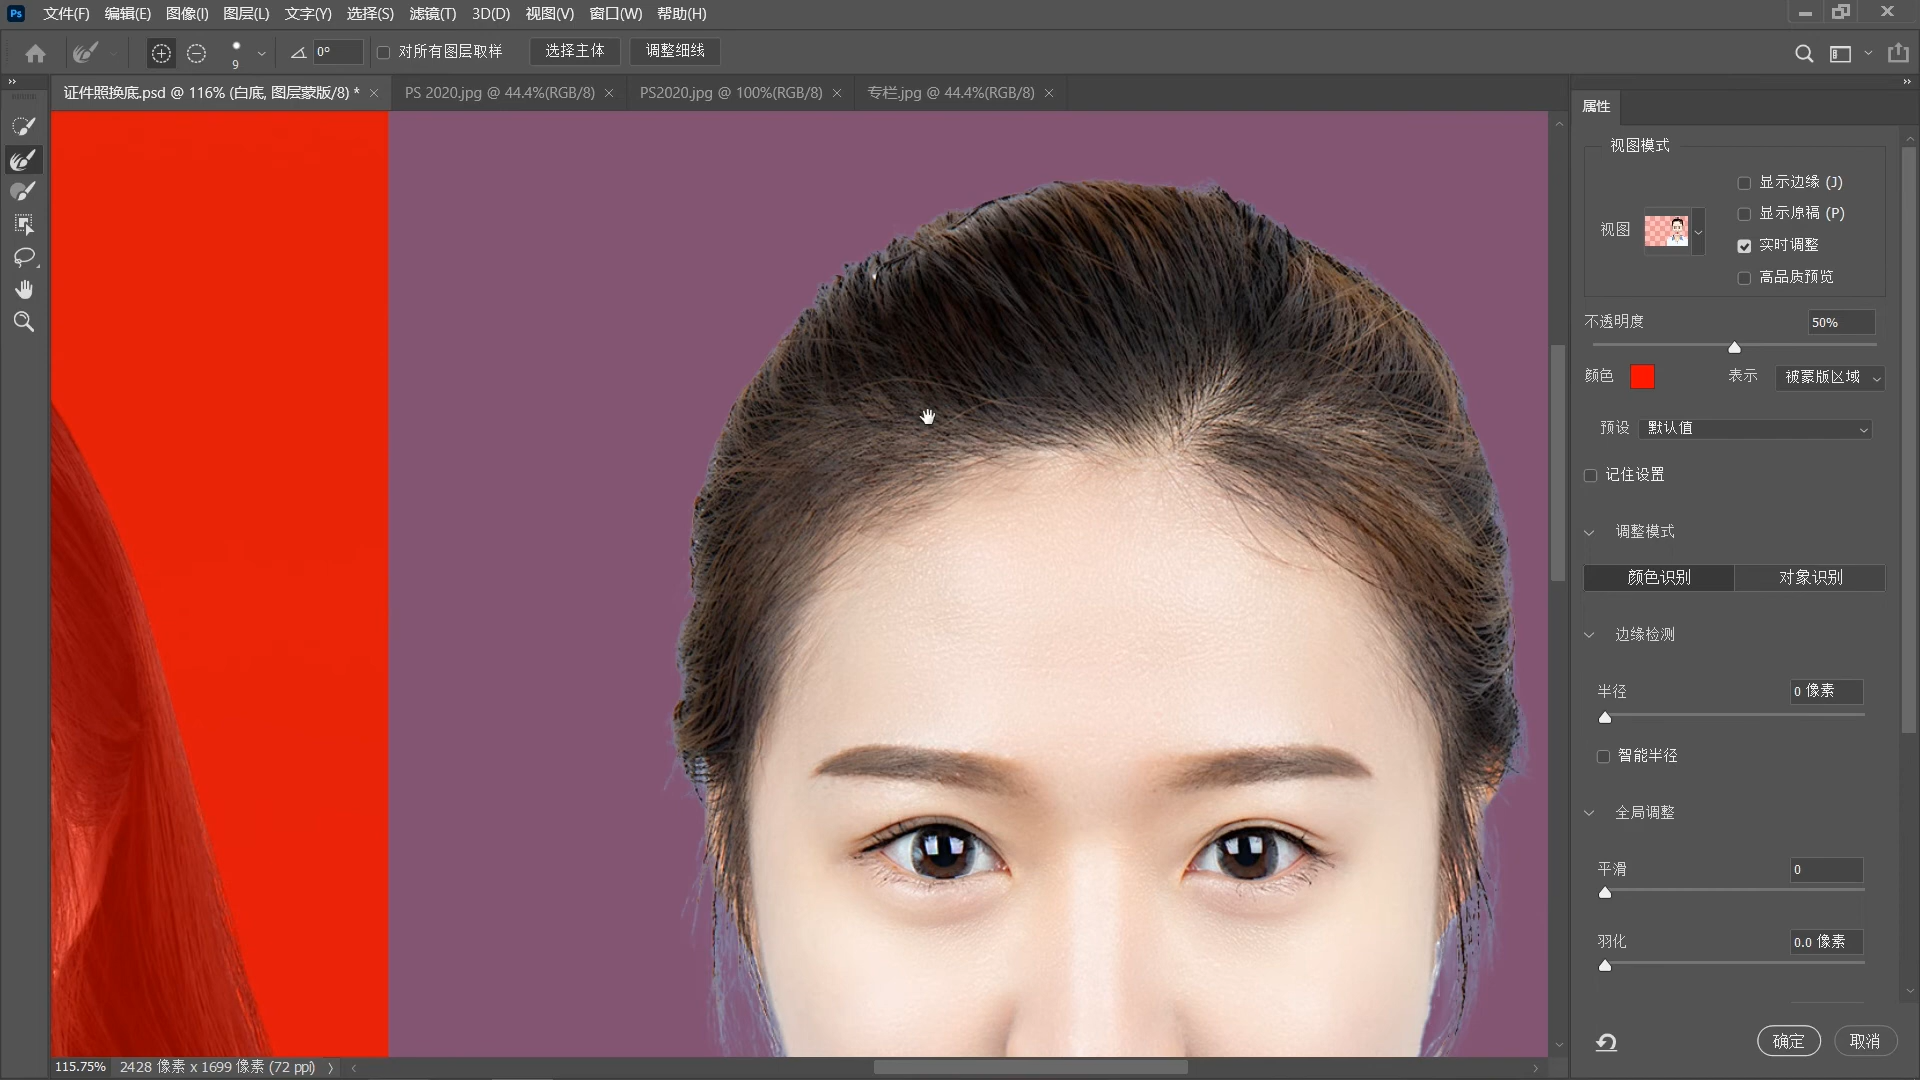 Ps 文件(F) 编辑(E) 图像(I) 图层(L) 文字(Y) 选择(S) 滤镜(T) 3D(D) 视图(V) 窗口(W) 帮助(H)
9 0° 对所有图层取样 选择主体 调整细线
证件照换底.psd @ 116% (白底, 图层蒙版/8) * PS 2020.jpg @ 44.4%(RGB/8) PS2020.jpg @ 100%(RGB/8) 专栏.jpg @ 44.4%(RGB/8)
属性
视图模式
显示边缘 (J)
显示原稿 (P)
视图
实时调整
高品质预览
不透明度 50%
颜色 表示 被蒙版区域
预设 默认值
记住设置
调整模式
颜色识别 对象识别
边缘检测
半径 0 像素
智能半径
全局调整
平滑 0
羽化 0.0 像素
确定 取消
115.75% 2428 像素 x 1699 像素 (72 ppi)